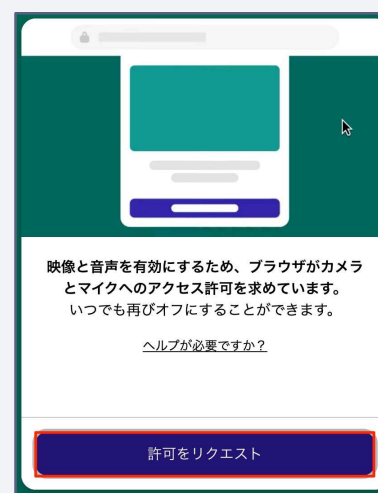 映像と音声を有効にするため、ブラウザがカメラ
とマイクへのアクセス許可を求めています。
いつでも再びオフにすることができます。
ヘルプが必要ですか？
許可をリクエスト